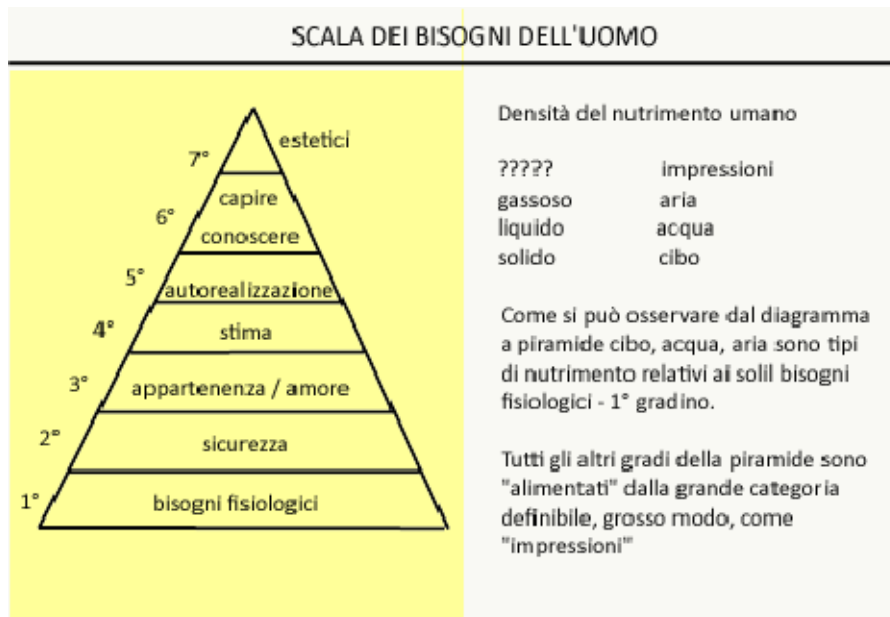 SCALA DEI BISOGNI DELL'UOMO
estetici
7°
capire
6°
conoscere
5°
autorealizzazione
4°
stima
3°
appartenenza / amore
2°
sicurezza
1°
bisogni fisiologici
Densità del nutrimento umano
????? impressioni
gassoso aria
liquido acqua
solido cibo
Come si può osservare dal diagramma
a piramide cibo, acqua, aria sono tipi
di nutrimento relativi ai solil bisogni
fisiologici - 1° gradino.
Tutti gli altri gradi della piramide sono
"alimentati" dalla grande categoria
definibile, grosso modo, come
"impressioni"